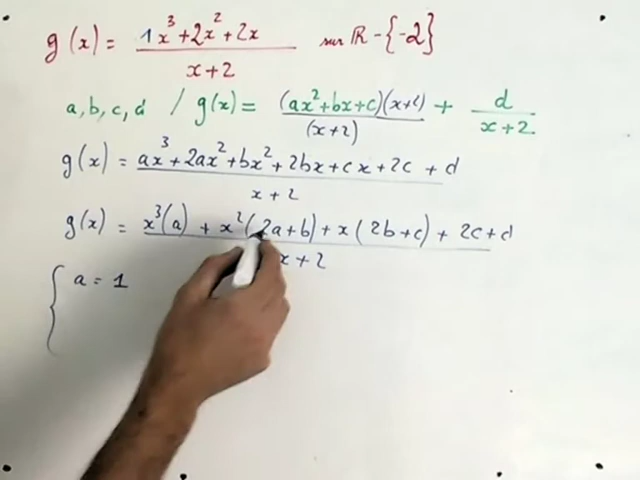 g(x) = (1x³ + 2x² + 2x)/(x + 2) sur ℝ - {-2}
a, b, c, d / g(x) = (ax² + bx + c)(x+2)/(x+2) + d/(x+2)
g(x) = (ax³ + 2ax² + bx² + 2bx + cx + 2c + d)/(x + 2)
g(x) = (x³(a) + x²(2a + b) + x(2b + c) + 2c + d)/(x + 2)
{ a = 1